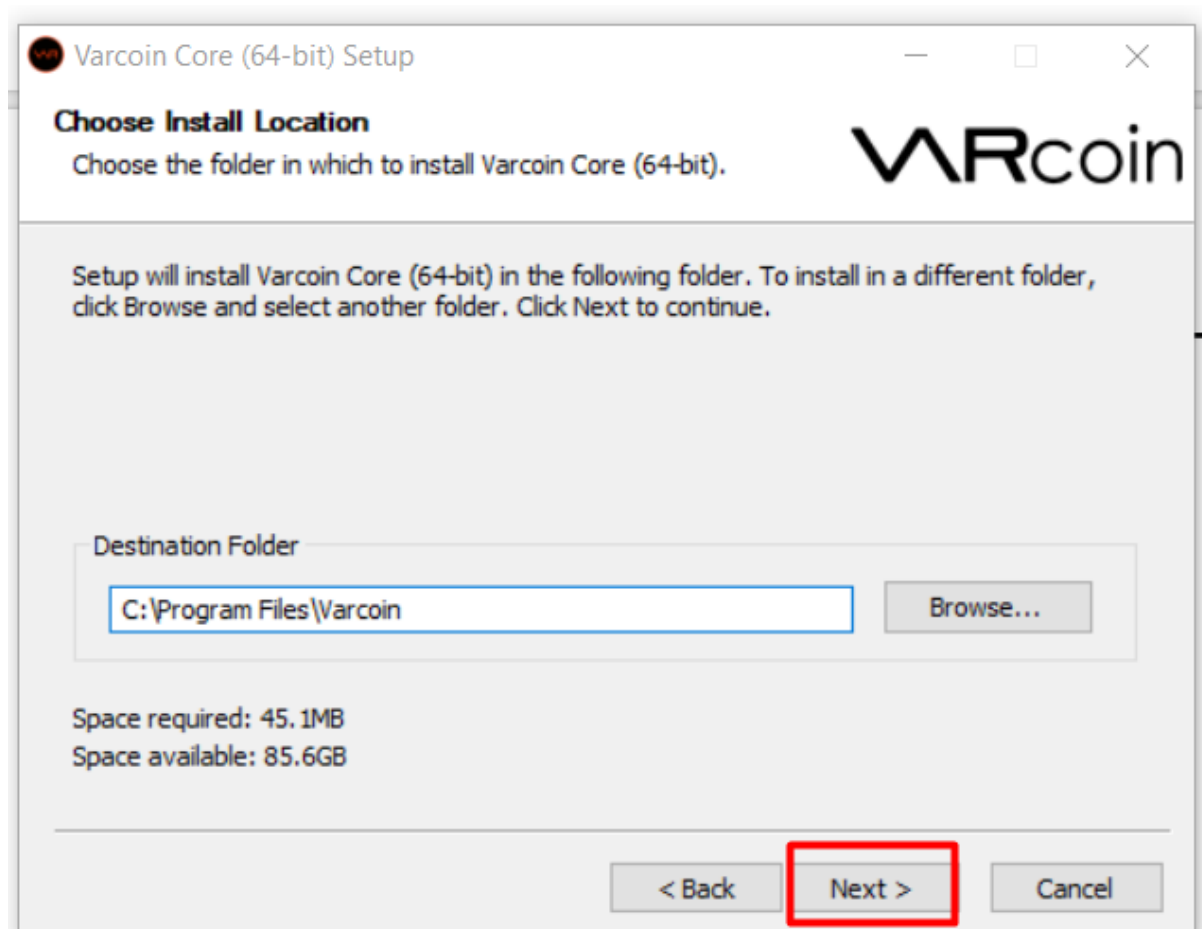 Varcoin Core (64-bit) Setup
Choose Install Location
Choose the folder in which to install Varcoin Core (64-bit).
VARcoin
Setup will install Varcoin Core (64-bit) in the following folder. To install in a different folder,
click Browse and select another folder. Click Next to continue.
Destination Folder
C:\Program Files\Varcoin
Browse...
Space required: 45.1MB
Space available: 85.6GB
< Back
Next >
Cancel